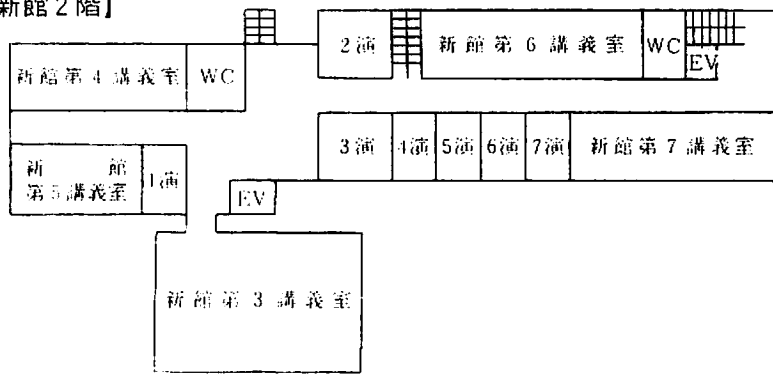 新館2階】
2演
新館第6講義室
WC
EV
新館第4講義室
WC
3演
4演
5演
6演
7演
新館第7講義室
新館
第5講義室
1演
EV
新館第3講義室